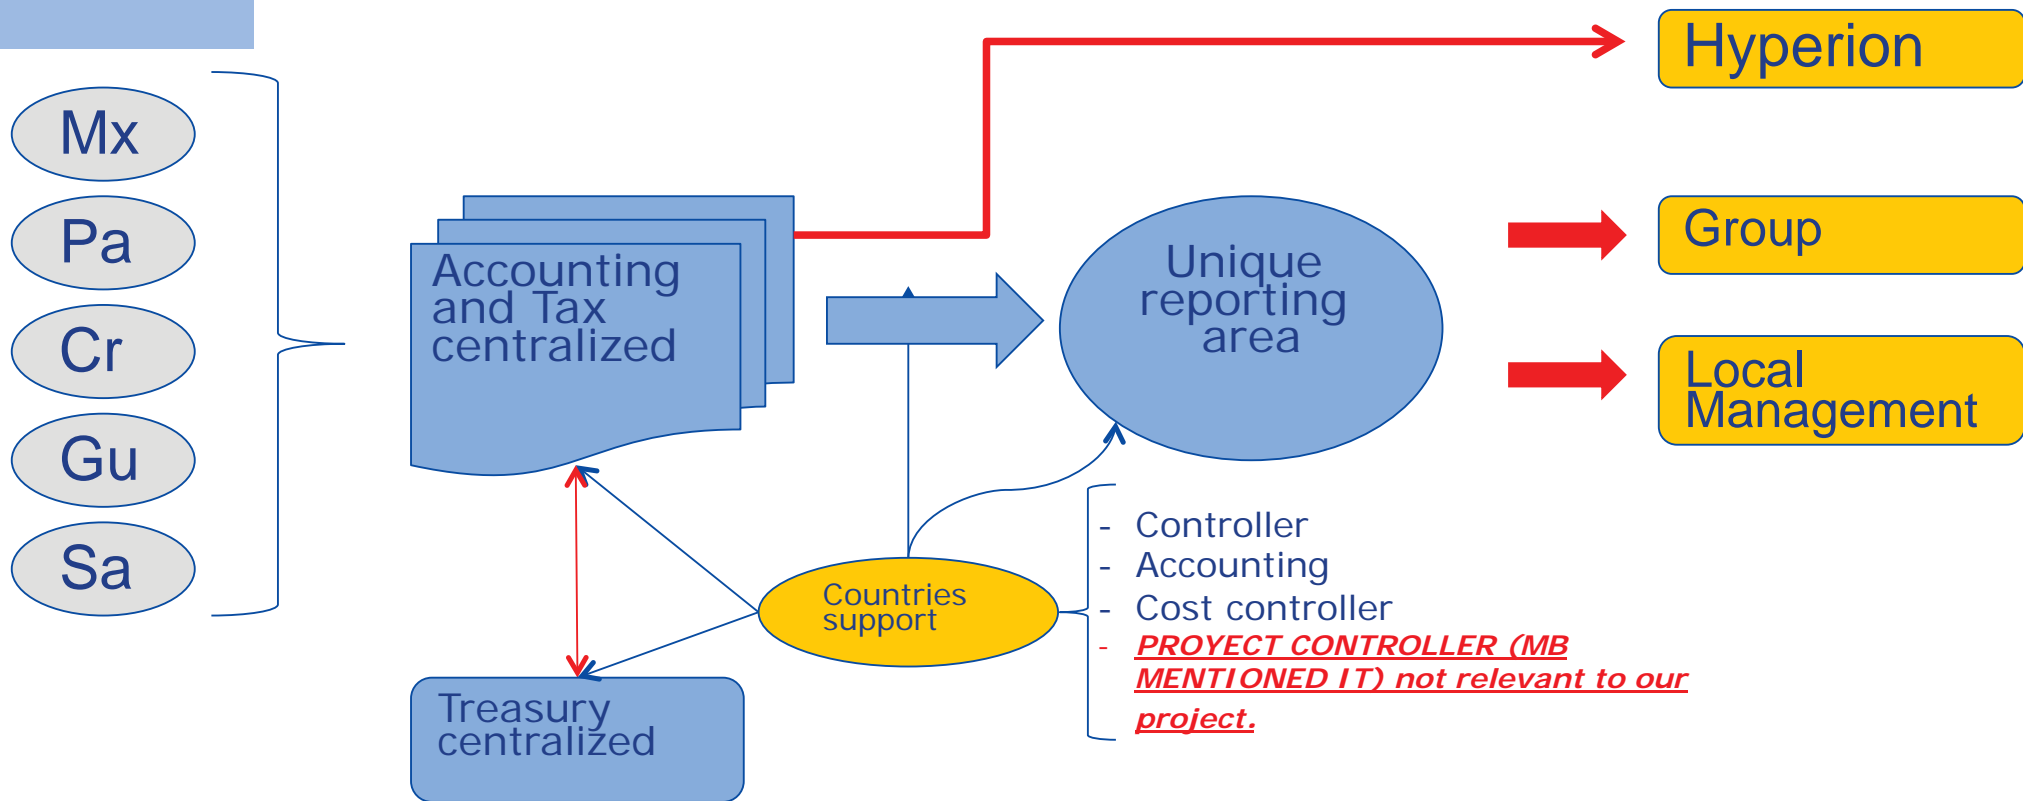 Mx
Pa
Cr
Gu
Sa
Accounting
and Tax
centralized
Treasury
centralized
Countries
support
Unique
reporting
area
- Controller
- Accounting
- Cost controller
- PROYECT CONTROLLER (MB
MENTIONED IT) not relevant to our
project.
Hyperion
Group
Local
Management